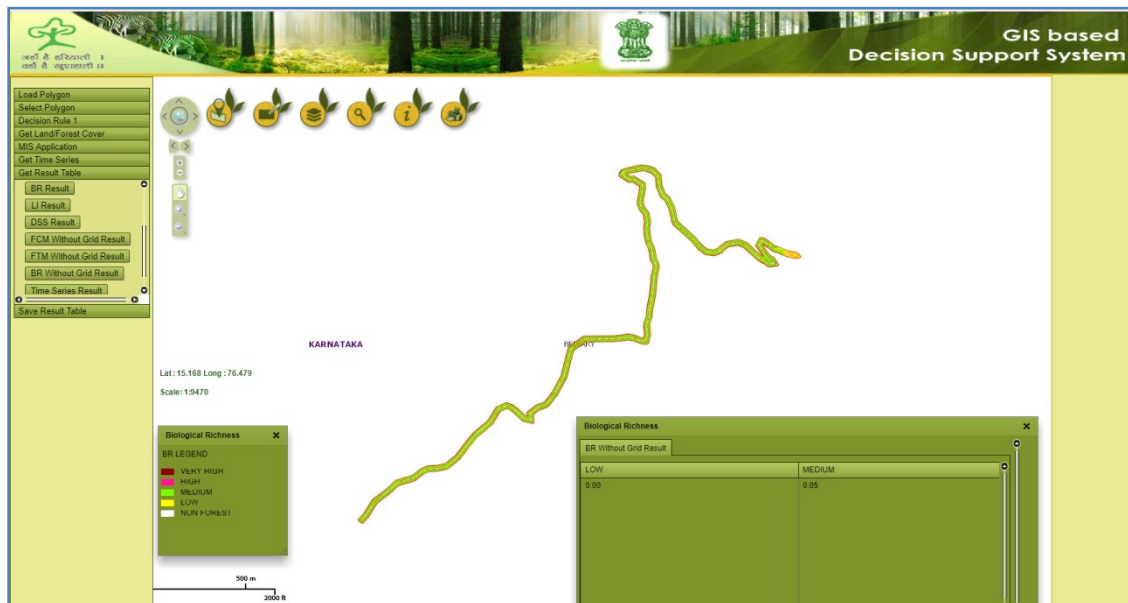 जहाँ है हरियाली ।
वहाँ है खुशहाली ॥
GIS based
Decision Support System
Load Polygon
Select Polygon
Decision Rule 1
Get Land/Forest Cover
MIS Application
Get Time Series
Get Result Table
BR Result
LI Result
DSS Result
FCM Without Grid Result
FTM Without Grid Result
BR Without Grid Result
Time Series Result
Save Result Table
KARNATAKA
Lat : 15.168 Long : 76.479
Scale: 1:9470
Biological Richness
BR LEGEND
VERY HIGH
HIGH
MEDIUM
LOW
NON FOREST
500 m
2000 ft
Biological Richness
BR Without Grid Result
LOW MEDIUM
0.00 0.05